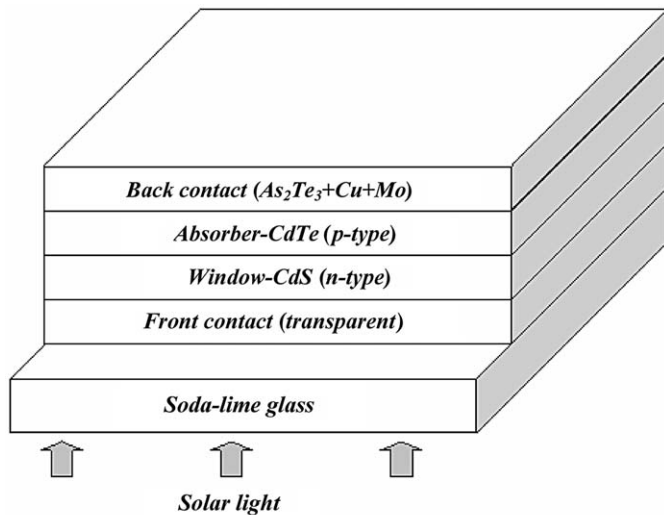 Back contact (As₂Te₃+Cu+Mo)
Absorber-CdTe (p-type)
Window-CdS (n-type)
Front contact (transparent)
Soda-lime glass
Solar light